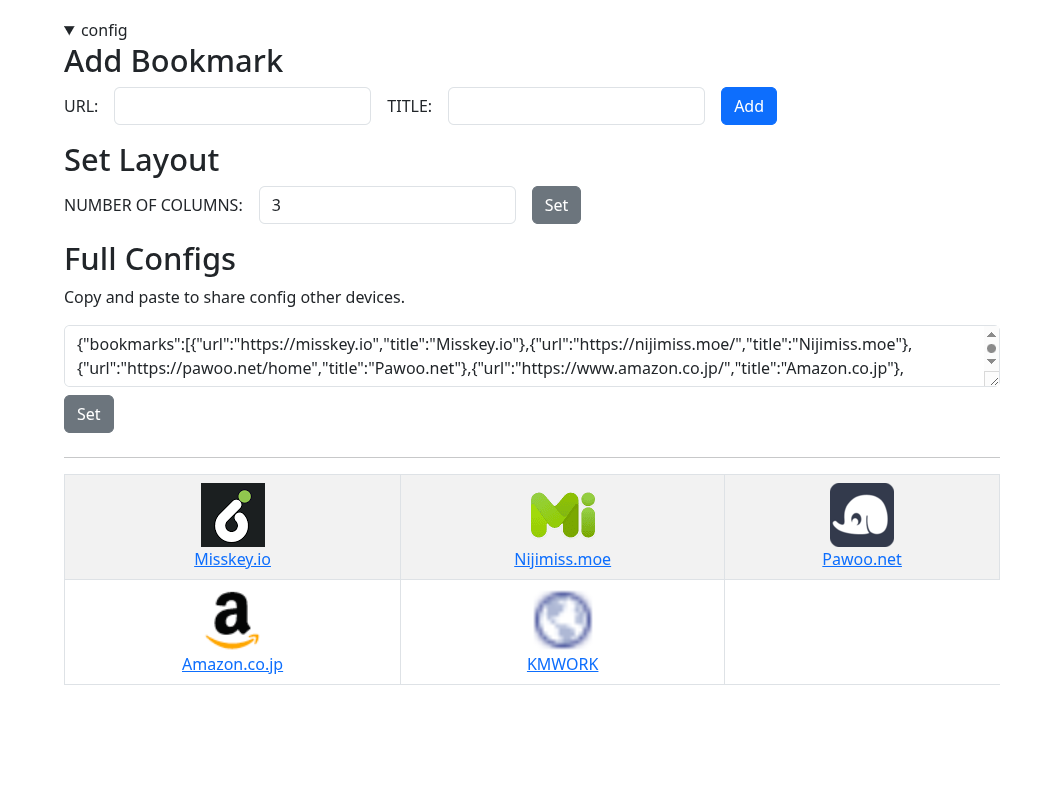 config
Add Bookmark
URL: TITLE: Add
Set Layout
NUMBER OF COLUMNS: 3 Set
Full Configs
Copy and paste to share config other devices.
{"bookmarks":[{"url":"https://misskey.io","title":"Misskey.io"},{"url":"https://nijimiss.moe/","title":"Nijimiss.moe"},
{"url":"https://pawoo.net/home","title":"Pawoo.net"},{"url":"https://www.amazon.co.jp/","title":"Amazon.co.jp"},
Set
Misskey.io Nijimiss.moe Pawoo.net
Amazon.co.jp KMWORK